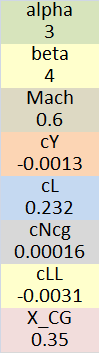 alpha
3
beta
4
Mach
0.6
cY
-0.0013
cL
0.232
cNcg
0.00016
cLL
-0.0031
X_CG
0.35